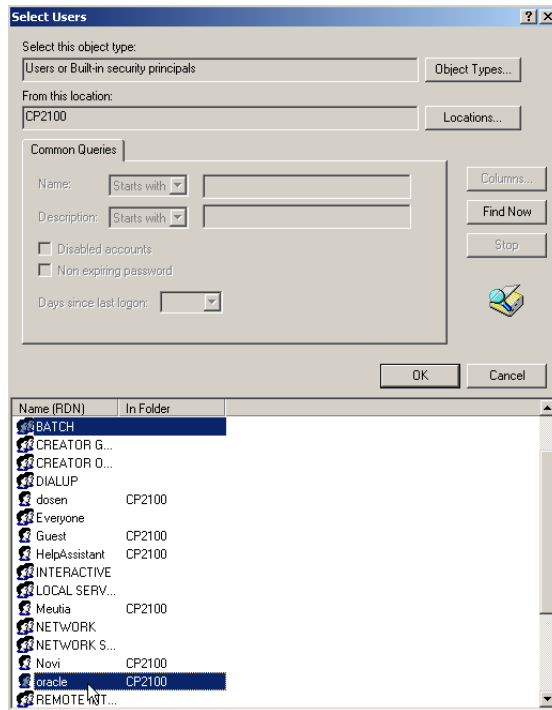 Select Users
Select this object type:
Users or Built-in security principals
Object Types...
From this location:
CP2100
Locations...
Common Queries
Name: Starts with
Columns...
Description: Starts with
Find Now
Disabled accounts
Stop
Non expiring password
Days since last logon:
OK Cancel
Name (RDN) In Folder
BATCH
CREATOR G...
CREATOR O...
DIALUP
dosen CP2100
Everyone
Guest CP2100
HelpAssistant CP2100
INTERACTIVE
LOCAL SERV...
Meutia CP2100
NETWORK
NETWORK S...
Novi CP2100
oracle CP2100
REMOTE INT...